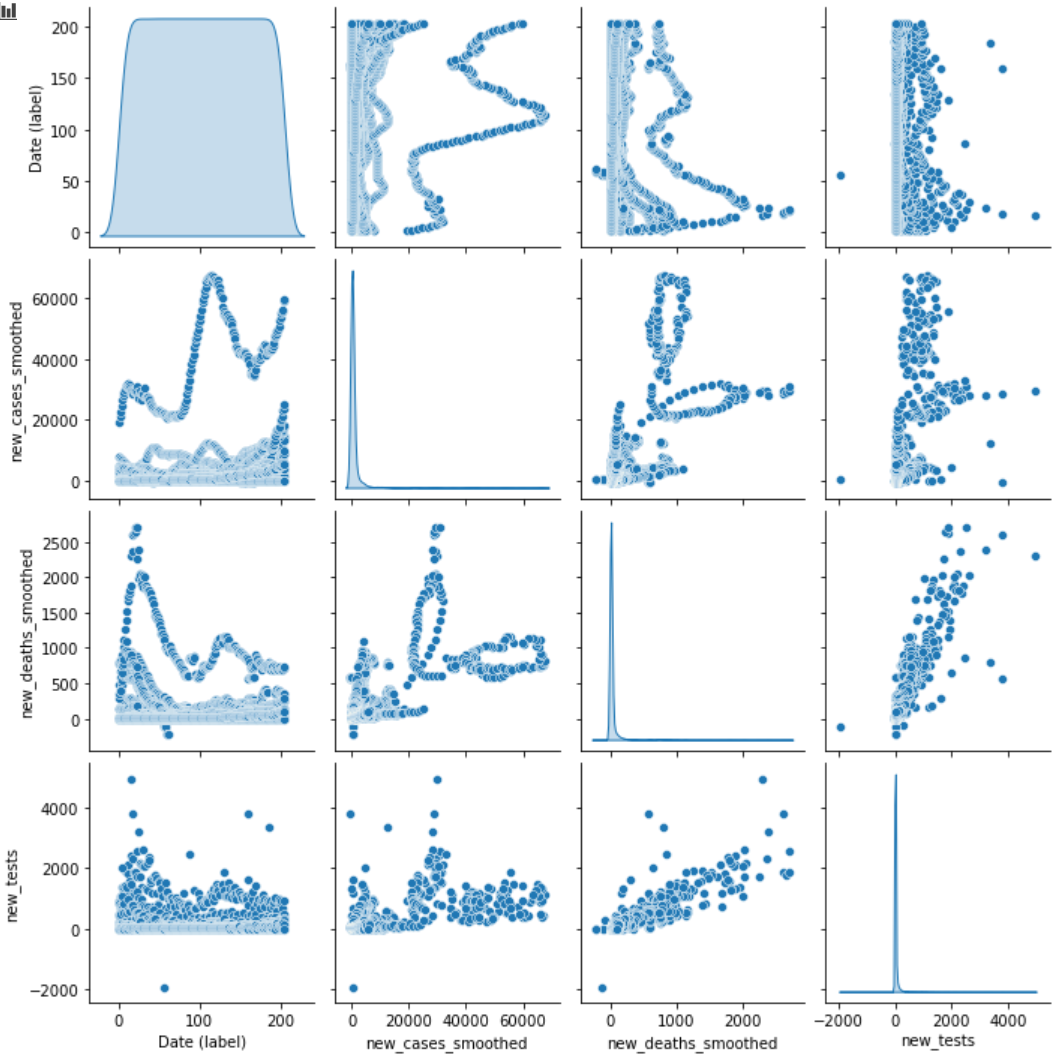 200
150
100
50
0
Date (label)
60000
40000
20000
0
new_cases_smoothed
2500
2000
1500
1000
500
0
new_deaths_smoothed
4000
2000
0
−2000
new_tests
0 200
Date (label)
0 20000 40000 60000
new_cases_smoothed
0 1000 2000
new_deaths_smoothed
−2000 0 2000 4000
new_tests